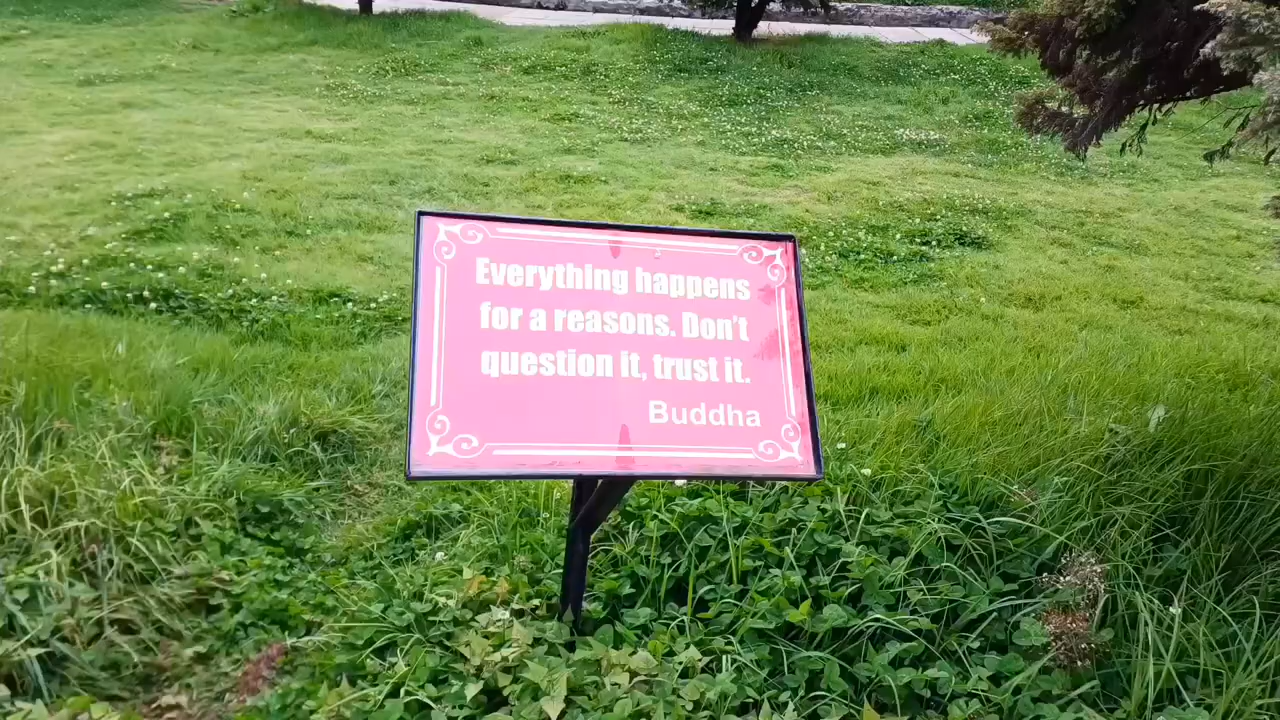 Everything happens
for a reasons. Don't
question it, trust it.
Buddha